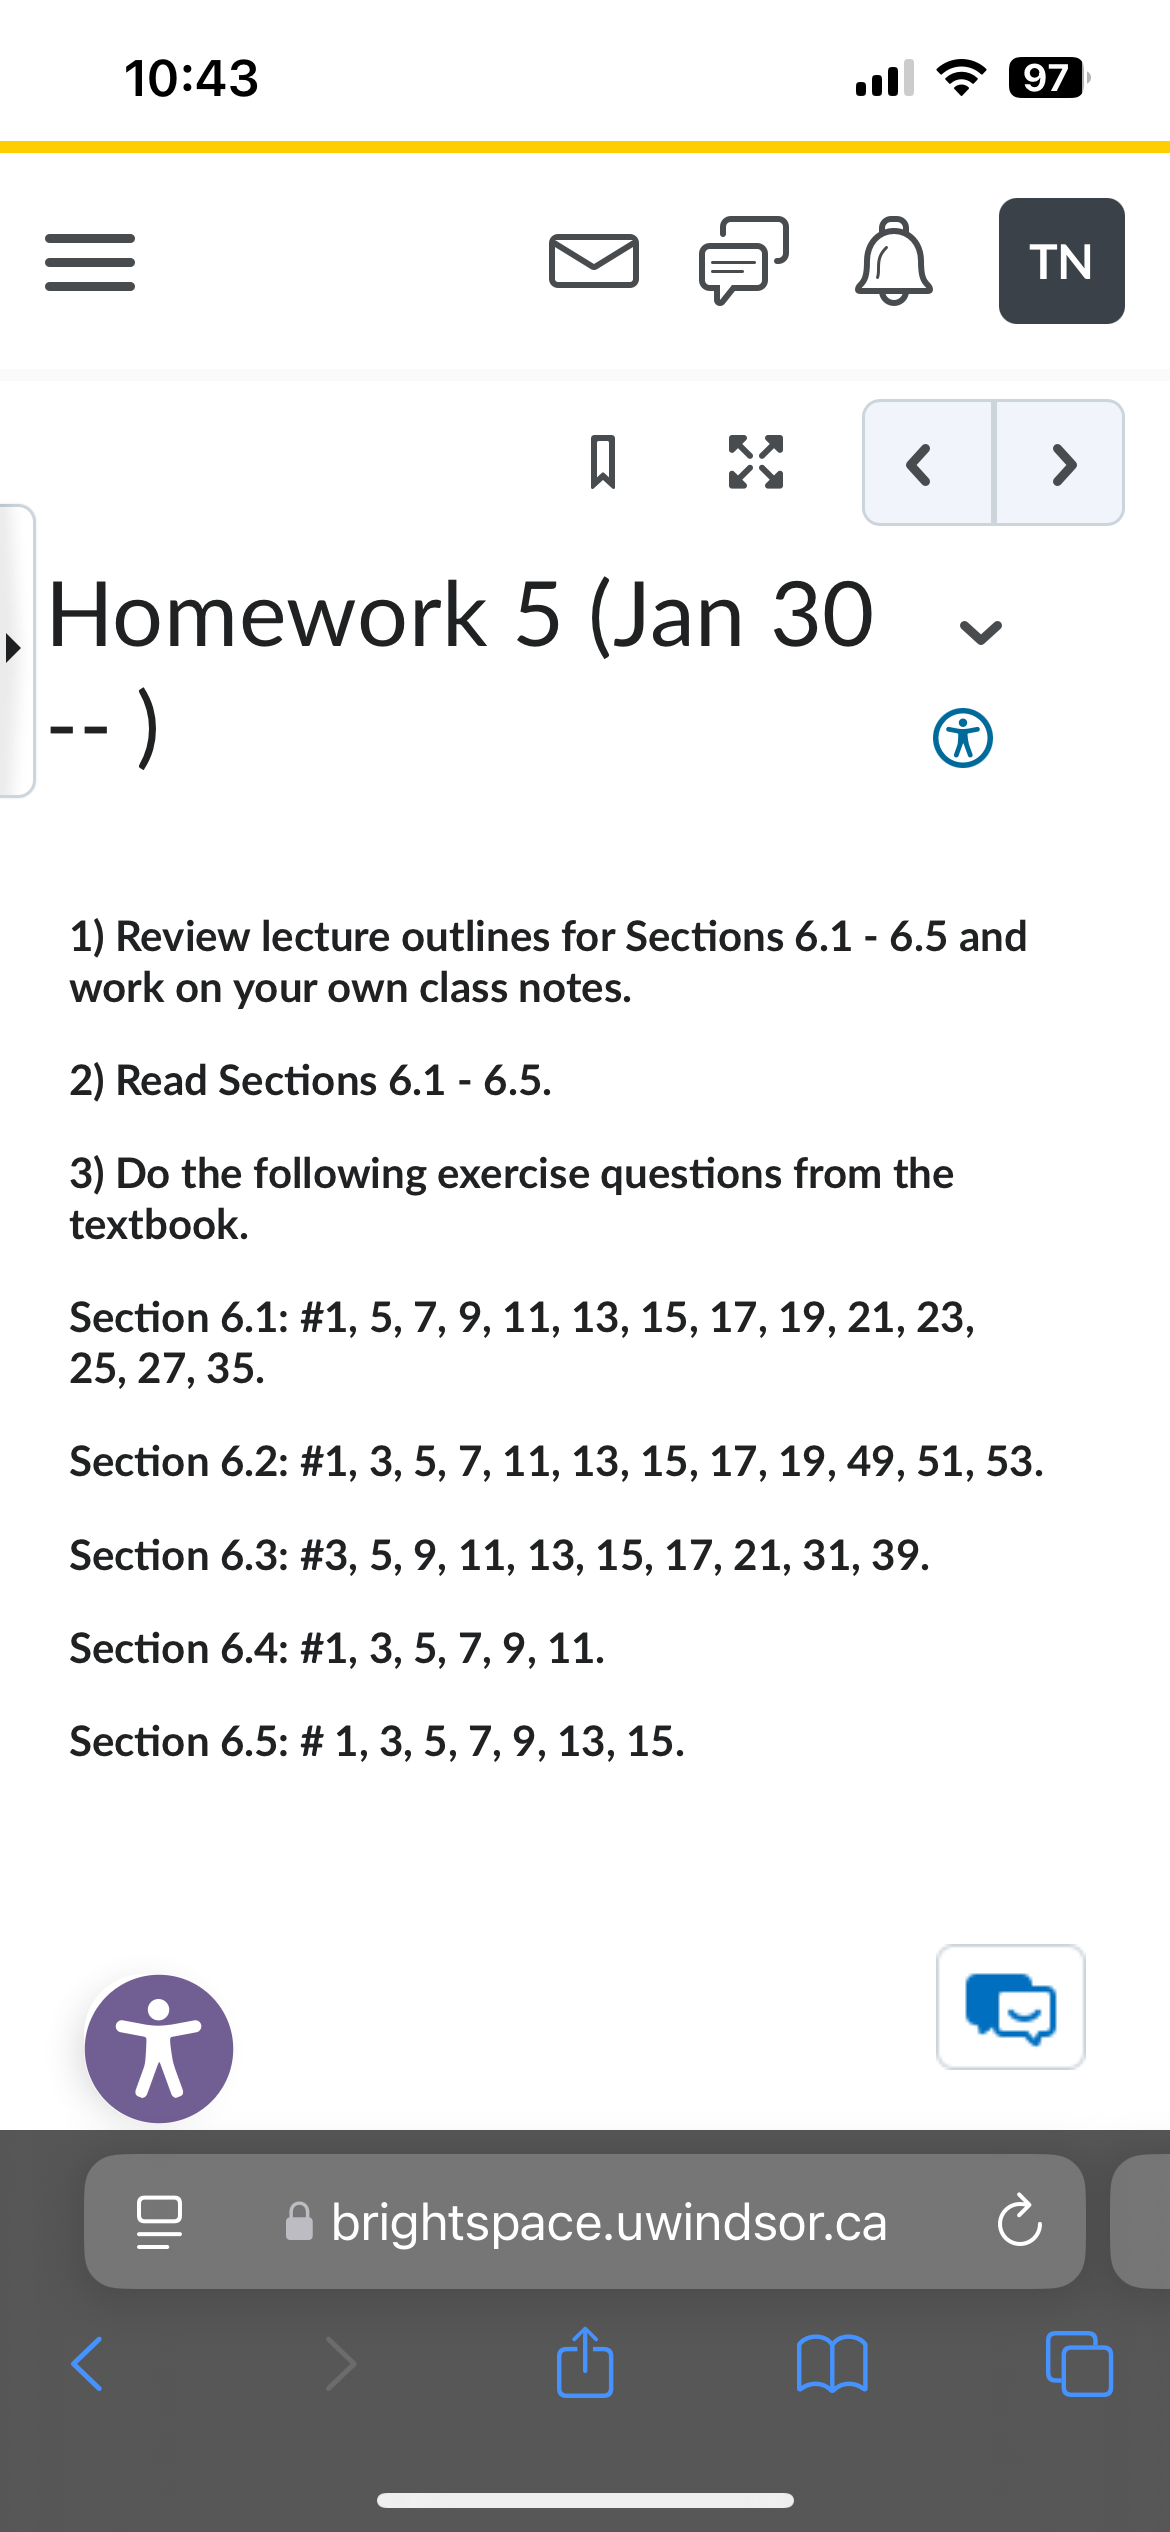 10:43
97
TN
Homework 5 (Jan 30
-- )
1) Review lecture outlines for Sections 6.1 - 6.5 and
work on your own class notes.
2) Read Sections 6.1 - 6.5.
3) Do the following exercise questions from the
textbook.
Section 6.1: #1, 5, 7, 9, 11, 13, 15, 17, 19, 21, 23,
25, 27, 35.
Section 6.2: #1, 3, 5, 7, 11, 13, 15, 17, 19, 49, 51, 53.
Section 6.3: #3, 5, 9, 11, 13, 15, 17, 21, 31, 39.
Section 6.4: #1, 3, 5, 7, 9, 11.
Section 6.5: # 1, 3, 5, 7, 9, 13, 15.
brightspace.uwindsor.ca